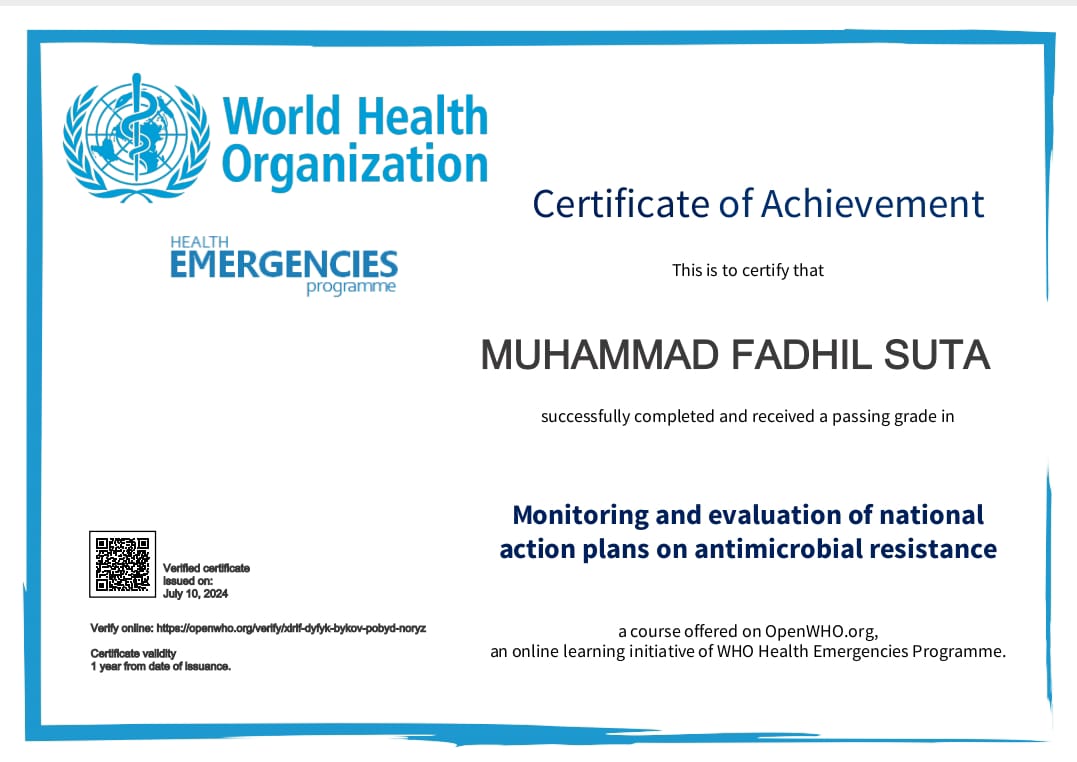 World Health
Organization
HEALTH
EMERGENCIES
programme
Certificate of Achievement
This is to certify that
MUHAMMAD FADHIL SUTA
successfully completed and received a passing grade in
Monitoring and evaluation of national
action plans on antimicrobial resistance
a course offered on OpenWHO.org,
an online learning initiative of WHO Health Emergencies Programme.
Verified certificate
issued on:
July 10, 2024
Verify online: https://openwho.org/verify/xlrlf-dyfyk-bykov-pobyd-noryz
Certificate validity
1 year from date of issuance.